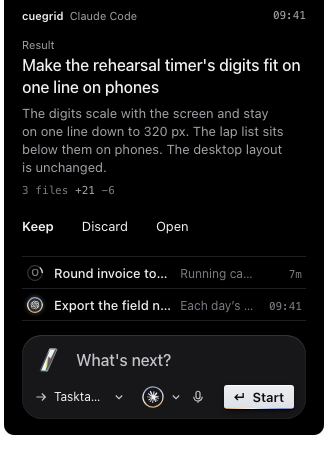 cuegrid Claude Code 09:41
Result
Make the rehearsal timer's digits fit on
one line on phones
The digits scale with the screen and stay
on one line down to 320 px. The lap list sits
below them on phones. The desktop layout
is unchanged.
3 files +21 −6
Keep Discard Open
Round invoice to... Running ca... 7m
Export the field n... Each day's ... 09:41
What's next?
→ Taskta... Start